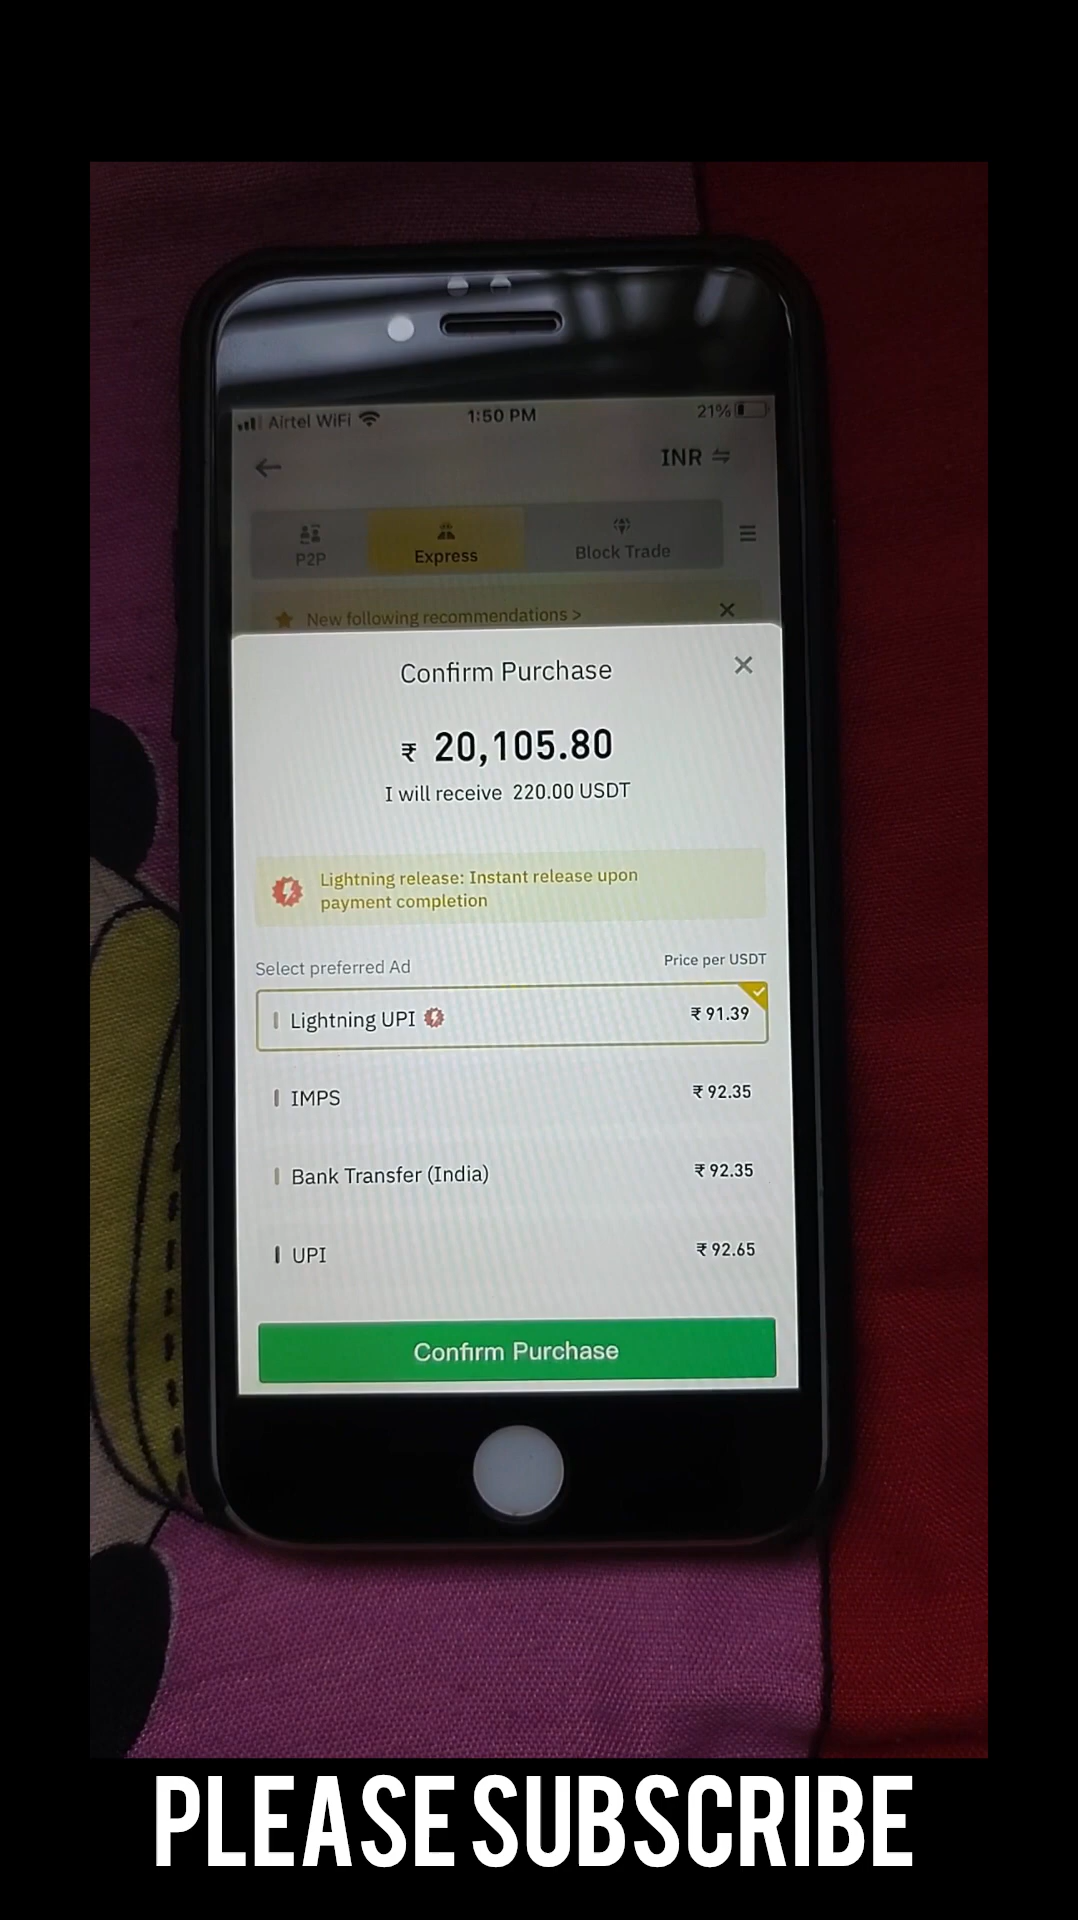 Airtel WiFi 1:50 PM 21%
INR
P2P Express Block Trade
New following recommendations >
Confirm Purchase
₹ 20,105.80
I will receive 220.00 USDT
Lightning release: Instant release upon
payment completion
Select preferred Ad Price per USDT
Lightning UPI ₹ 91.39
IMPS ₹ 92.35
Bank Transfer (India) ₹ 92.35
UPI ₹ 92.65
Confirm Purchase
PLEASE SUBSCRIBE